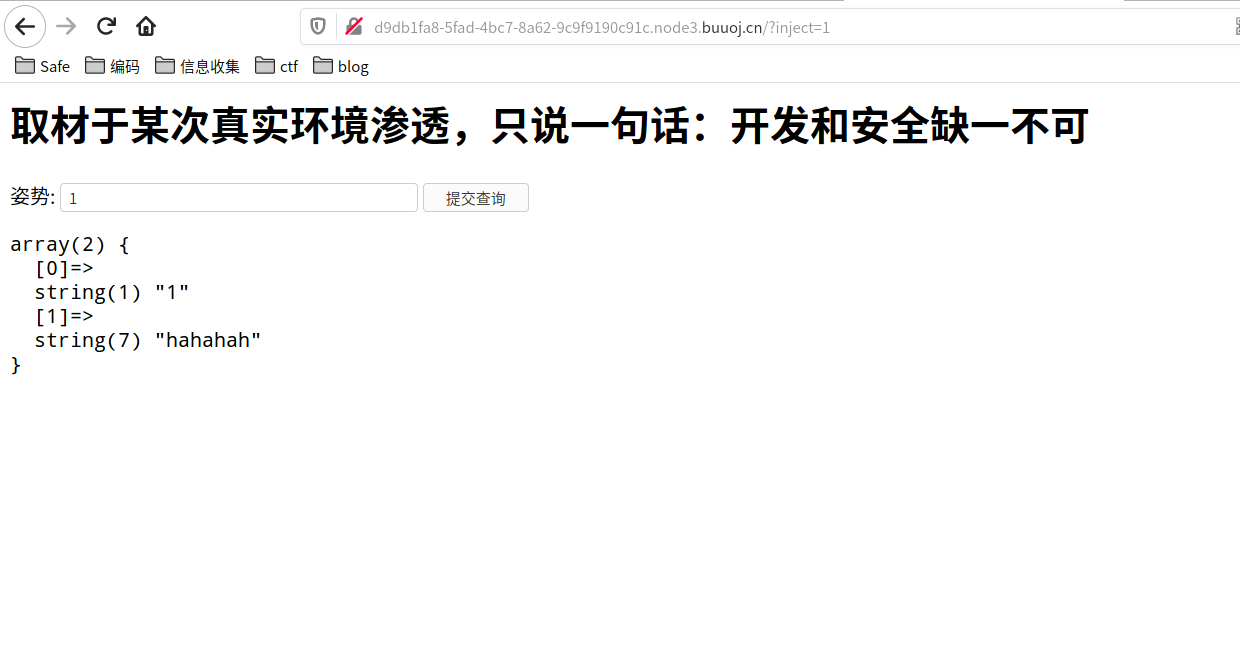 d9db1fa8-5fad-4bc7-8a62-9c9f9190c91c.node3.buuoj.cn/?inject=1
Safe 编码 信息收集 ctf blog
取材于某次真实环境渗透，只说一句话：开发和安全缺一不可
姿势: 1 提交查询
array(2) {
  [0]=>
  string(1) "1"
  [1]=>
  string(7) "hahahah"
}